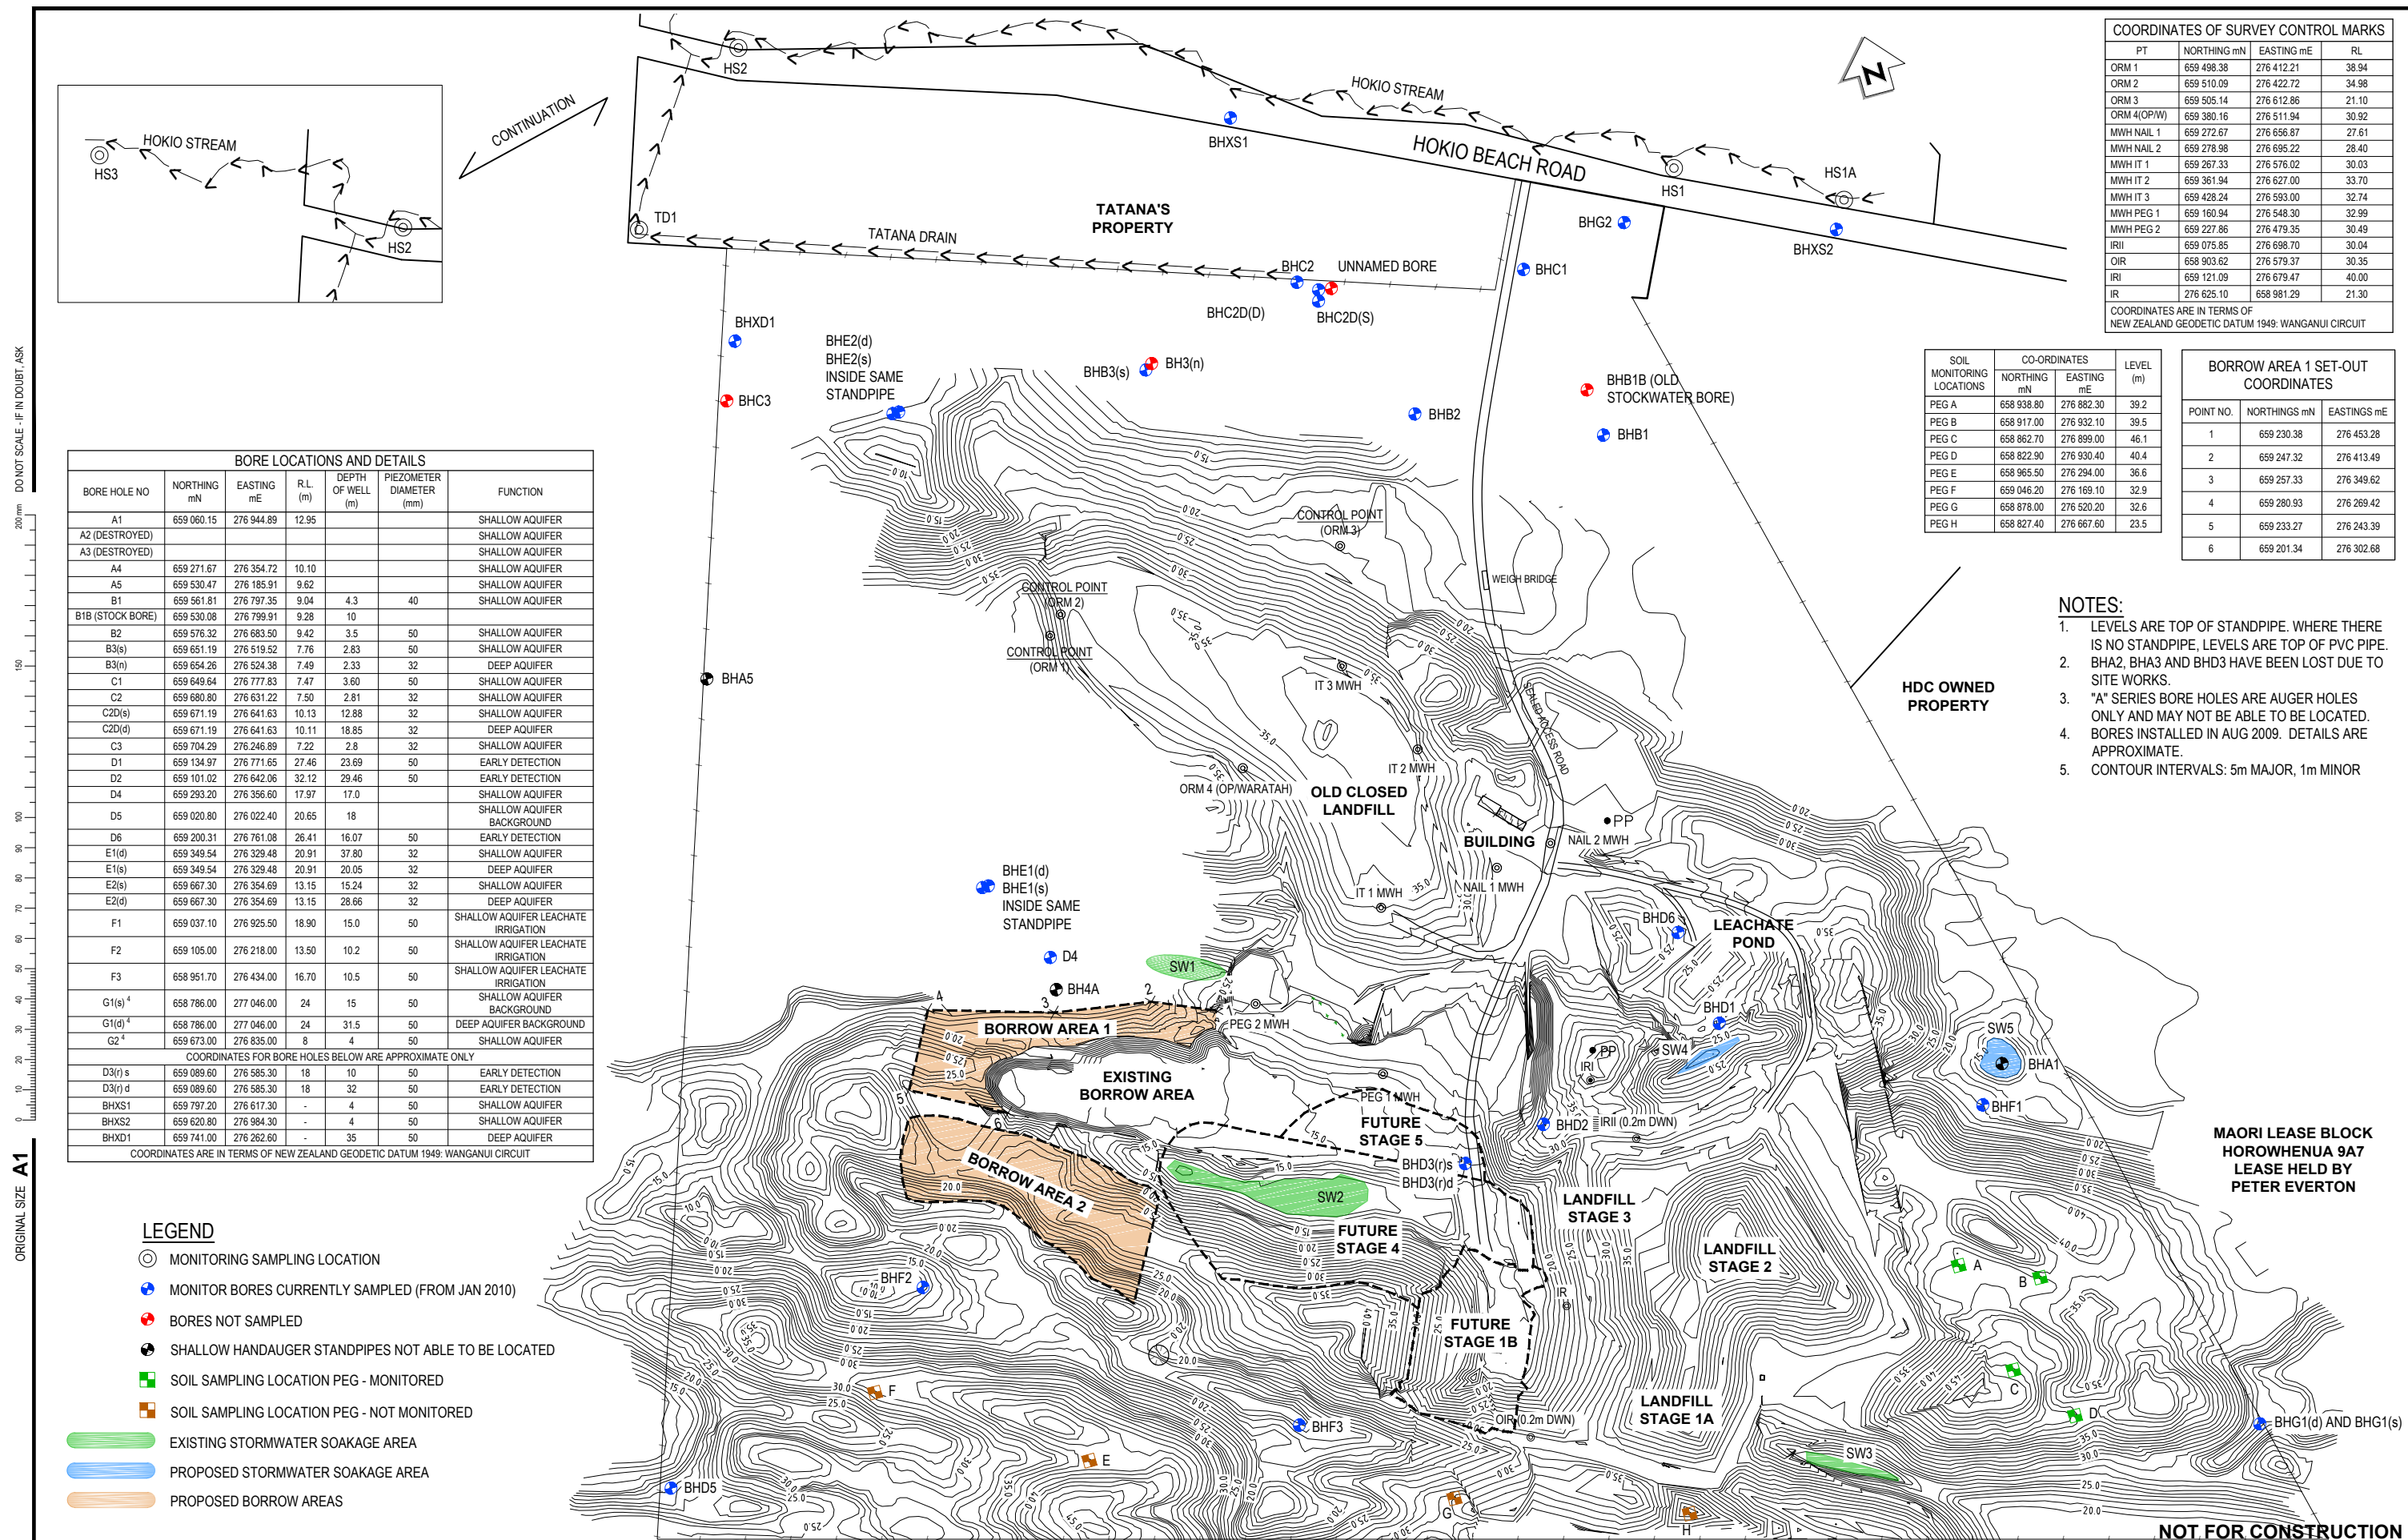 HOKIO STREAM
HS3
HS2
CONTINUATION
HS2
TD1
TATANA DRAIN
TATANA'S
PROPERTY
HOKIO STREAM
BHXS1
HOKIO BEACH ROAD
HS1
HS1A
BHG2
BHXS2
BHC1
BHC2
UNNAMED BORE
BHC2D(D)
BHC2D(S)
N
COORDINATES OF SURVEY CONTROL MARKS
PT NORTHING mN EASTING mE RL
ORM 1 659 498.38 276 412.21 38.94
ORM 2 659 510.09 276 422.72 34.98
ORM 3 659 505.14 276 612.86 21.10
ORM 4(OP/W) 659 380.16 276 511.94 30.92
MWH NAIL 1 659 272.67 276 656.87 27.61
MWH NAIL 2 659 278.98 276 695.22 28.40
MWH IT 1 659 267.33 276 576.02 30.03
MWH IT 2 659 361.94 276 627.00 33.70
MWH IT 3 659 428.24 276 593.00 32.74
MWH PEG 1 659 160.94 276 548.30 32.99
MWH PEG 2 659 227.86 276 479.35 30.49
IRII 659 075.85 276 698.70 30.04
OIR 658 903.62 276 579.37 30.35
IRI 659 121.09 276 679.47 40.00
IR 276 625.10 658 981.29 21.30
COORDINATES ARE IN TERMS OF
NEW ZEALAND GEODETIC DATUM 1949: WANGANUI CIRCUIT
SOIL MONITORING LOCATIONS CO-ORDINATES LEVEL (m)
NORTHING mN EASTING mE
PEG A 658 938.80 276 882.30 39.2
PEG B 658 917.00 276 932.10 39.5
PEG C 658 862.70 276 899.00 46.1
PEG D 658 822.90 276 930.40 40.4
PEG E 658 965.50 276 294.00 36.6
PEG F 659 046.20 276 169.10 32.9
PEG G 658 878.00 276 520.20 32.6
PEG H 658 827.40 276 667.60 23.5
BORROW AREA 1 SET-OUT
COORDINATES
POINT NO. NORTHINGS mN EASTINGS mE
1 659 230.38 276 453.28
2 659 247.32 276 413.49
3 659 257.33 276 349.62
4 659 280.93 276 269.42
5 659 233.27 276 243.39
6 659 201.34 276 302.68
NOTES:
1. LEVELS ARE TOP OF STANDPIPE. WHERE THERE
IS NO STANDPIPE, LEVELS ARE TOP OF PVC PIPE.
2. BHA2, BHA3 AND BHD3 HAVE BEEN LOST DUE TO
SITE WORKS.
3. "A" SERIES BORE HOLES ARE AUGER HOLES
ONLY AND MAY NOT BE ABLE TO BE LOCATED.
4. BORES INSTALLED IN AUG 2009. DETAILS ARE
APPROXIMATE.
5. CONTOUR INTERVALS: 5m MAJOR, 1m MINOR
BORE LOCATIONS AND DETAILS
BORE HOLE NO NORTHING mN EASTING mE R.L. (m) DEPTH OF WELL (m) PIEZOMETER DIAMETER (mm) FUNCTION
A1 659 060.15 276 944.89 12.95 SHALLOW AQUIFER
A2 (DESTROYED) SHALLOW AQUIFER
A3 (DESTROYED) SHALLOW AQUIFER
A4 659 271.67 276 354.72 10.10 SHALLOW AQUIFER
A5 659 530.47 276 185.91 9.62 SHALLOW AQUIFER
B1 659 561.81 276 797.35 9.04 4.3 40 SHALLOW AQUIFER
B1B (STOCK BORE) 659 530.08 276 799.91 9.28 10
B2 659 576.32 276 683.50 9.42 3.5 50 SHALLOW AQUIFER
B3(s) 659 651.19 276 519.52 7.76 2.83 50 SHALLOW AQUIFER
B3(n) 659 654.26 276 524.38 7.49 2.33 32 DEEP AQUIFER
C1 659 649.64 276 777.83 7.47 3.60 50 SHALLOW AQUIFER
C2 659 680.80 276 631.22 7.50 2.81 32 SHALLOW AQUIFER
C2D(s) 659 671.19 276 641.63 10.13 12.88 32 SHALLOW AQUIFER
C2D(d) 659 671.19 276 641.63 10.11 18.85 32 DEEP AQUIFER
C3 659 704.29 276.246.89 7.22 2.8 32 SHALLOW AQUIFER
D1 659 134.97 276 771.65 27.46 23.69 50 EARLY DETECTION
D2 659 101.02 276 642.06 32.12 29.46 50 EARLY DETECTION
D4 659 293.20 276 356.60 17.97 17.0 SHALLOW AQUIFER
D5 659 020.80 276 022.40 20.65 18 SHALLOW AQUIFER BACKGROUND
D6 659 200.31 276 761.08 26.41 16.07 50 EARLY DETECTION
E1(d) 659 349.54 276 329.48 20.91 37.80 32 SHALLOW AQUIFER
E1(s) 659 349.54 276 329.48 20.91 20.05 32 DEEP AQUIFER
E2(s) 659 667.30 276 354.69 13.15 15.24 32 SHALLOW AQUIFER
E2(d) 659 667.30 276 354.69 13.15 28.66 32 DEEP AQUIFER
F1 659 037.10 276 925.50 18.90 15.0 50 SHALLOW AQUIFER LEACHATE IRRIGATION
F2 659 105.00 276 218.00 13.50 10.2 50 SHALLOW AQUIFER LEACHATE IRRIGATION
F3 658 951.70 276 434.00 16.70 10.5 50 SHALLOW AQUIFER LEACHATE IRRIGATION
G1(s) 4 658 786.00 277 046.00 24 15 50 SHALLOW AQUIFER BACKGROUND
G1(d) 4 658 786.00 277 046.00 24 31.5 50 DEEP AQUIFER BACKGROUND
G2 4 659 673.00 276 835.00 8 4 50 SHALLOW AQUIFER
COORDINATES FOR BORE HOLES BELOW ARE APPROXIMATE ONLY
D3(r) s 659 089.60 276 585.30 18 10 50 EARLY DETECTION
D3(r) d 659 089.60 276 585.30 18 32 50 EARLY DETECTION
BHXS1 659 797.20 276 617.30 - 4 50 SHALLOW AQUIFER
BHXS2 659 620.80 276 984.30 - 4 50 SHALLOW AQUIFER
BHXD1 659 741.00 276 262.60 - 35 50 DEEP AQUIFER
COORDINATES ARE IN TERMS OF NEW ZEALAND GEODETIC DATUM 1949: WANGANUI CIRCUIT
LEGEND
MONITORING SAMPLING LOCATION
MONITOR BORES CURRENTLY SAMPLED (FROM JAN 2010)
BORES NOT SAMPLED
SHALLOW HANDAUGER STANDPIPES NOT ABLE TO BE LOCATED
SOIL SAMPLING LOCATION PEG - MONITORED
SOIL SAMPLING LOCATION PEG - NOT MONITORED
EXISTING STORMWATER SOAKAGE AREA
PROPOSED STORMWATER SOAKAGE AREA
PROPOSED BORROW AREAS
DO NOT SCALE - IF IN DOUBT, ASK
200 mm
150
100
90
80
70
60
50
40
30
20
10
0
ORIGINAL SIZE A1
BHXD1
BHC3
BHE2(d)
BHE2(s)
INSIDE SAME
STANDPIPE
BHB3(s)
BH3(n)
BHB2
BHB1B (OLD
STOCKWATER BORE)
BHB1
CONTROL POINT
(ORM 3)
CONTROL POINT
(ORM 2)
CONTROL POINT
(ORM 1)
WEIGH BRIDGE
BHA5
IT 3 MWH
SEALED ACCESS ROAD
IT 2 MWH
ORM 4 (OP/WARATAH)
OLD CLOSED
LANDFILL
BUILDING
PP
NAIL 2 MWH
NAIL 1 MWH
IT 1 MWH
HDC OWNED
PROPERTY
BHE1(d)
BHE1(s)
INSIDE SAME
STANDPIPE
D4
BH4A
SW1
BHD6
LEACHATE
POND
BHD1
SW4
PP
IRI
SW5
BHA1
BHF1
4
3
2
BORROW AREA 1
PEG 2 MWH
1
EXISTING
BORROW AREA
5
6
PEG 1 MWH
FUTURE
STAGE 5
BHD2
IRII (0.2m DWN)
BHD3(r)s
BHD3(r)d
BORROW AREA 2
SW2
LANDFILL
STAGE 3
FUTURE
STAGE 4
LANDFILL
STAGE 2
MAORI LEASE BLOCK
HOROWHENUA 9A7
LEASE HELD BY
PETER EVERTON
A
B
BHF2
IR
FUTURE
STAGE 1B
F
C
D
LANDFILL
STAGE 1A
OIR (0.2m DWN)
BHF3
BHG1(d) AND BHG1(s)
E
SW3
BHD5
G
H
NOT FOR CONSTRUCTION